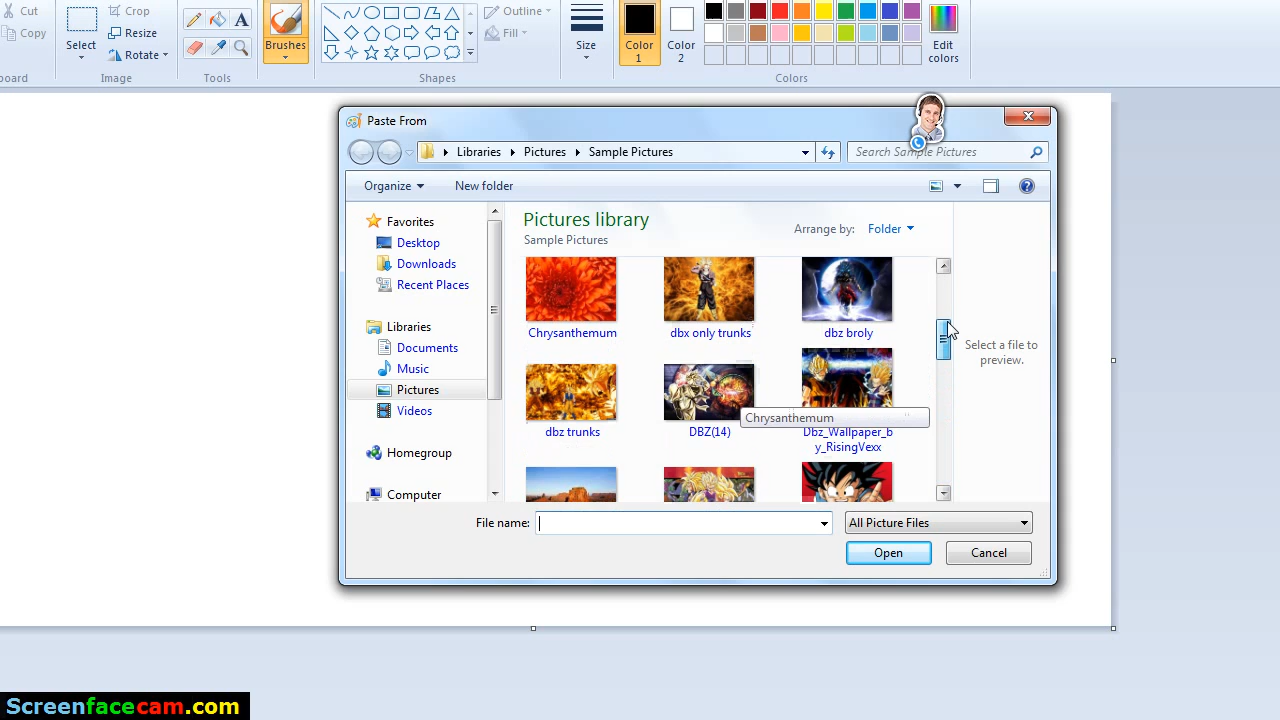 Cut
Copy
oard
Select
Crop
Resize
Rotate
Image
Tools
Brushes
Shapes
Outline
Fill
Size
Color
1
Color
2
Edit
colors
Colors
Paste From
Libraries
Pictures
Sample Pictures
Search Sample Pictures
Organize
New folder
Favorites
Desktop
Downloads
Recent Places
Libraries
Documents
Music
Pictures
Videos
Homegroup
Computer
Pictures library
Sample Pictures
Arrange by: Folder
Chrysanthemum
dbx only trunks
dbz broly
dbz trunks
DBZ(14)
Dbz_Wallpaper_b
y_RisingVexx
Chrysanthemum
Select a file to
preview.
File name:
All Picture Files
Open
Cancel
Screenfacecam.com